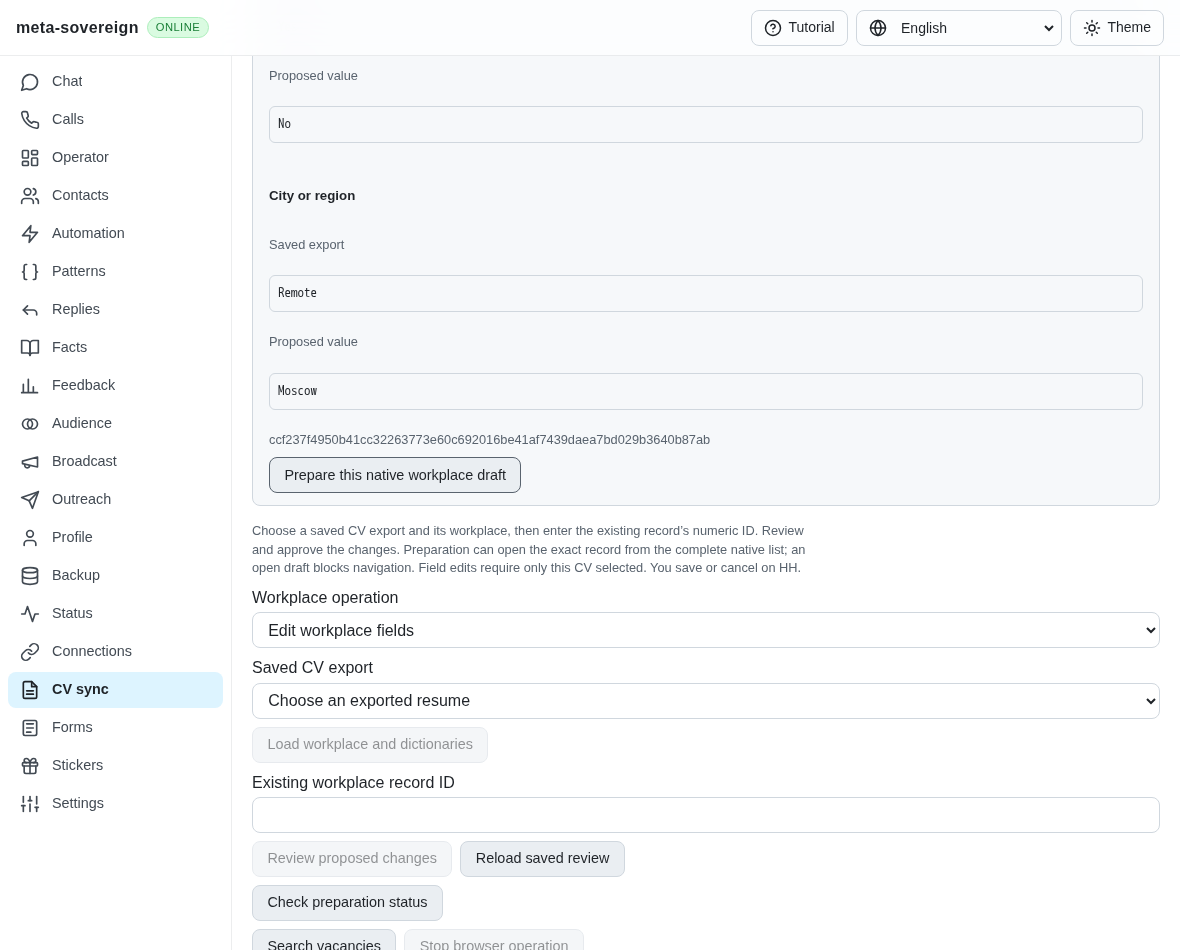 meta-sovereign ONLINE Tutorial English Theme
Chat
Calls
Operator
Contacts
Automation
Patterns
Replies
Facts
Feedback
Audience
Broadcast
Outreach
Profile
Backup
Status
Connections
CV sync
Forms
Stickers
Settings
Proposed value
No
City or region
Saved export
Remote
Proposed value
Moscow
ccf237f4950b41cc32263773e60c692016be41af7439daea7bd029b3640b87ab
Prepare this native workplace draft
Choose a saved CV export and its workplace, then enter the existing record's numeric ID. Review
and approve the changes. Preparation can open the exact record from the complete native list; an
open draft blocks navigation. Field edits require only this CV selected. You save or cancel on HH.
Workplace operation
Edit workplace fields
Saved CV export
Choose an exported resume
Load workplace and dictionaries
Existing workplace record ID
Review proposed changes Reload saved review
Check preparation status
Search vacancies Stop browser operation